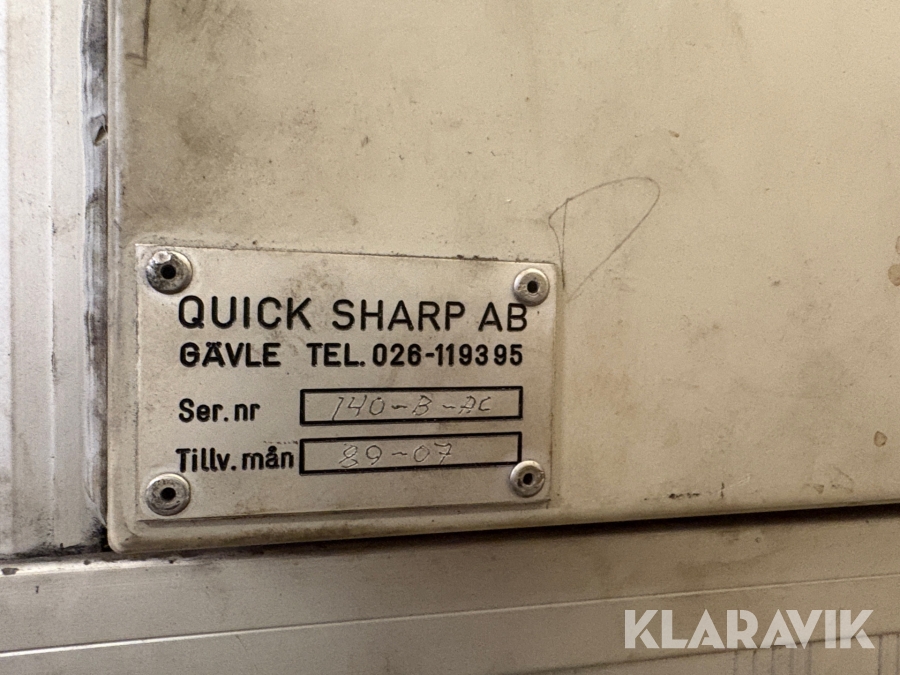 QUICK SHARP AB
GÄVLE TEL. 026-119395
Ser. nr 140-B-AC
Tillv. mån 89-07
KLARAVIK